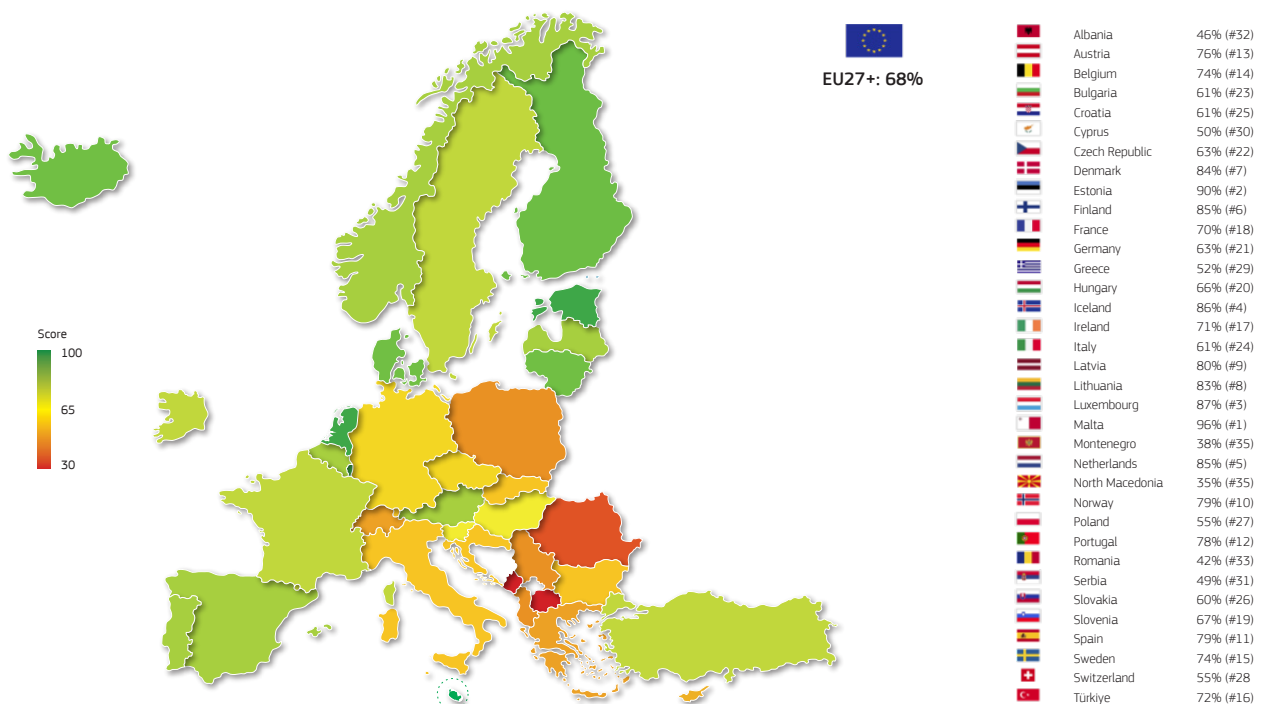 EU27+: 68%
Score
100
65
30
Albania 46% (#32)
Austria 76% (#13)
Belgium 74% (#14)
Bulgaria 61% (#23)
Croatia 61% (#25)
Cyprus 50% (#30)
Czech Republic 63% (#22)
Denmark 84% (#7)
Estonia 90% (#2)
Finland 85% (#6)
France 70% (#18)
Germany 63% (#21)
Greece 52% (#29)
Hungary 66% (#20)
Iceland 86% (#4)
Ireland 71% (#17)
Italy 61% (#24)
Latvia 80% (#9)
Lithuania 83% (#8)
Luxembourg 87% (#3)
Malta 96% (#1)
Montenegro 38% (#35)
Netherlands 85% (#5)
North Macedonia 35% (#35)
Norway 79% (#10)
Poland 55% (#27)
Portugal 78% (#12)
Romania 42% (#33)
Serbia 49% (#31)
Slovakia 60% (#26)
Slovenia 67% (#19)
Spain 79% (#11)
Sweden 74% (#15)
Switzerland 55% (#28
Türkiye 72% (#16)